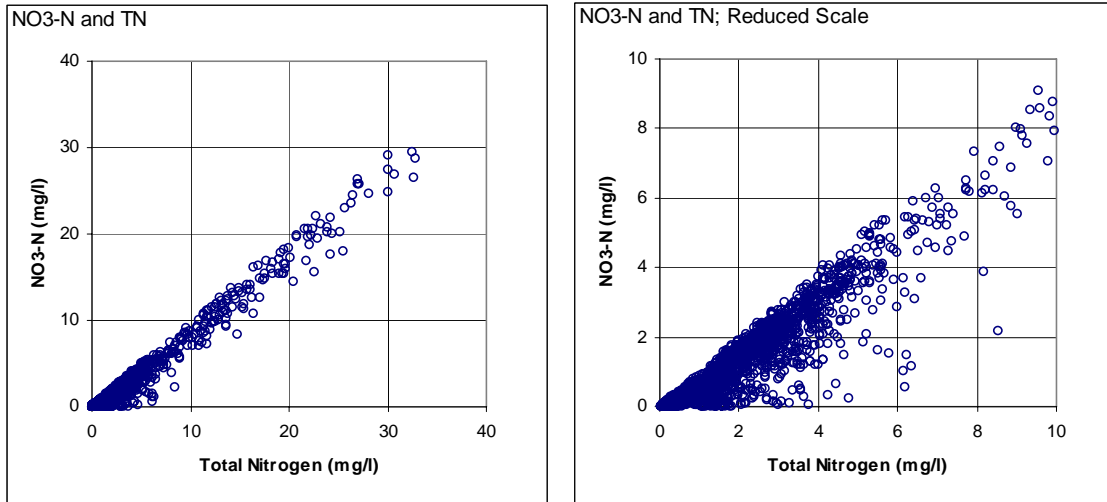 NO3-N and TN
40
30
20
10
0
NO3-N (mg/l)
0 10 20 30 40
Total Nitrogen (mg/l)
NO3-N and TN; Reduced Scale
10
8
6
4
2
0
NO3-N (mg/l)
0 2 4 6 8 10
Total Nitrogen (mg/l)